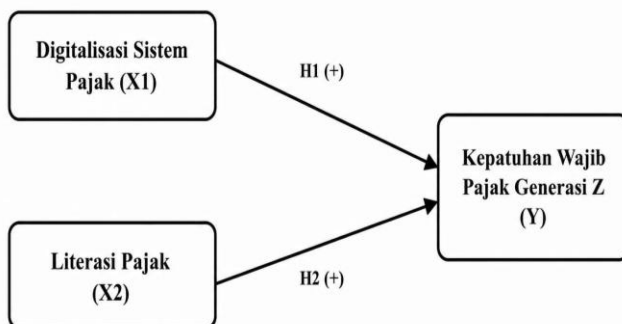 Digitalisasi Sistem
Pajak (X1)
H1 (+)
Kepatuhan Wajib
Pajak Generasi Z
(Y)
Literasi Pajak
(X2)
H2 (+)